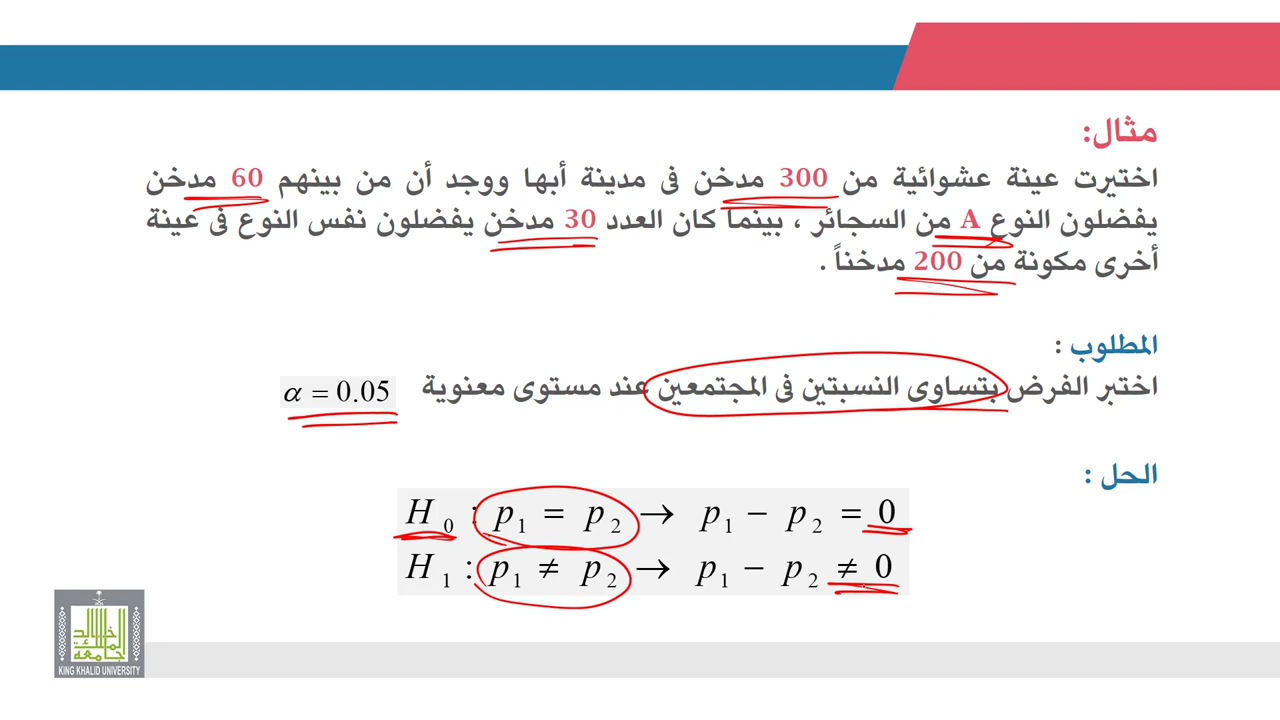 مثال:
اختيرت عينة عشوائية من 300 مدخن فى مدينة أبها ووجد أن من بينهم 60 مدخن
يفضلون النوع A من السجائر ، بينما كان العدد 30 مدخن يفضلون نفس النوع فى عينة
أخرى مكونة من 200 مدخناً .
المطلوب :
اختبر الفرض بتساوى النسبتين فى المجتمعين عند مستوى معنوية α = 0.05
الحل :
H₀ : p₁ = p₂ → p₁ − p₂ = 0
H₁ : p₁ ≠ p₂ → p₁ − p₂ ≠ 0
جامعة الملك خالد
KING KHALID UNIVERSITY